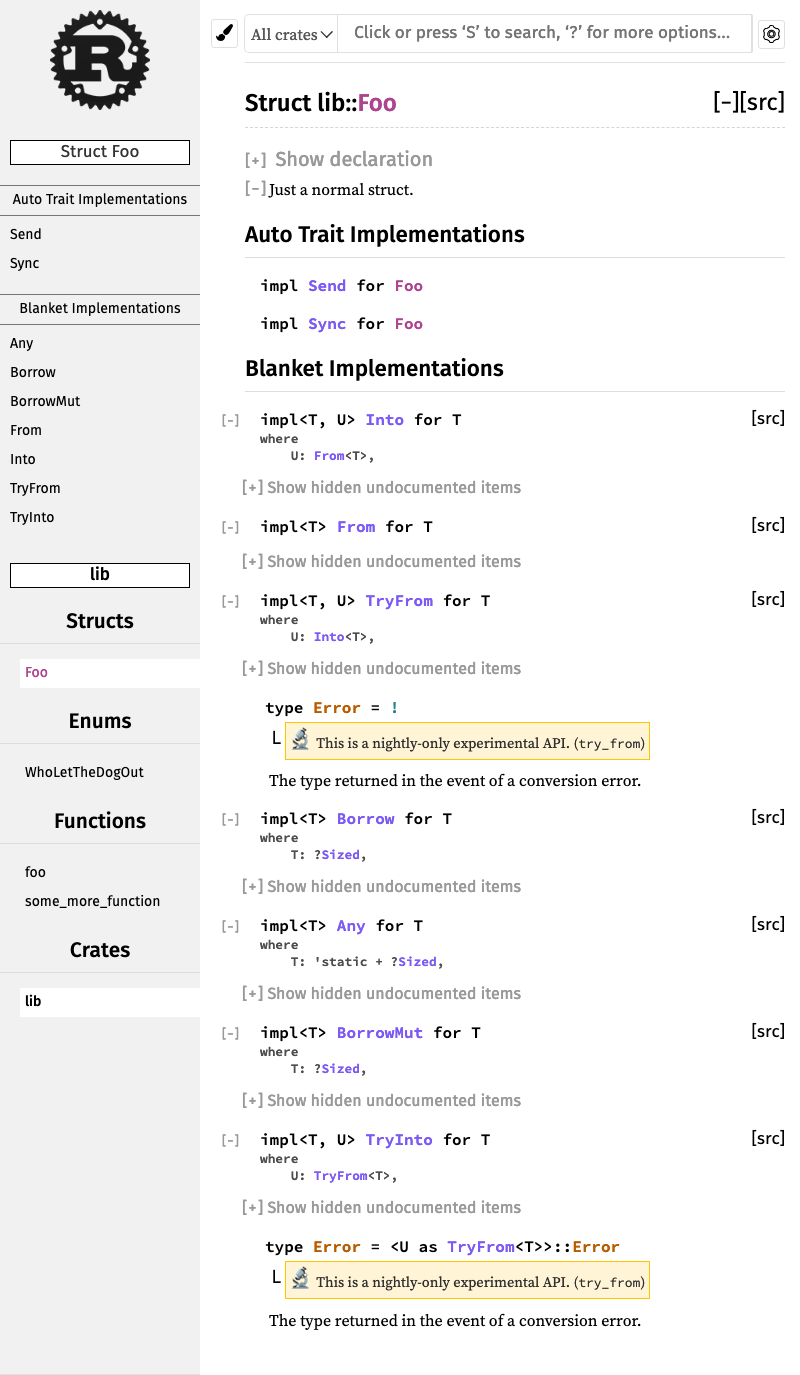 R
Struct Foo
Auto Trait Implementations
Send
Sync
Blanket Implementations
Any
Borrow
BorrowMut
From
Into
TryFrom
TryInto
lib
Structs
Foo
Enums
WhoLetTheDogOut
Functions
foo
some_more_function
Crates
lib
All crates
Click or press ‘S’ to search, ‘?’ for more options…
Struct lib::Foo [−][src]
[+] Show declaration
[−] Just a normal struct.
Auto Trait Implementations
impl Send for Foo
impl Sync for Foo
Blanket Implementations
[−] impl<T, U> Into for T [src]
where
U: From<T>,
[+] Show hidden undocumented items
[−] impl<T> From for T [src]
[+] Show hidden undocumented items
[−] impl<T, U> TryFrom for T [src]
where
U: Into<T>,
[+] Show hidden undocumented items
type Error = !
This is a nightly-only experimental API. (try_from)
The type returned in the event of a conversion error.
[−] impl<T> Borrow for T [src]
where
T: ?Sized,
[+] Show hidden undocumented items
[−] impl<T> Any for T [src]
where
T: 'static + ?Sized,
[+] Show hidden undocumented items
[−] impl<T> BorrowMut for T [src]
where
T: ?Sized,
[+] Show hidden undocumented items
[−] impl<T, U> TryInto for T [src]
where
U: TryFrom<T>,
[+] Show hidden undocumented items
type Error = <U as TryFrom<T>>::Error
This is a nightly-only experimental API. (try_from)
The type returned in the event of a conversion error.